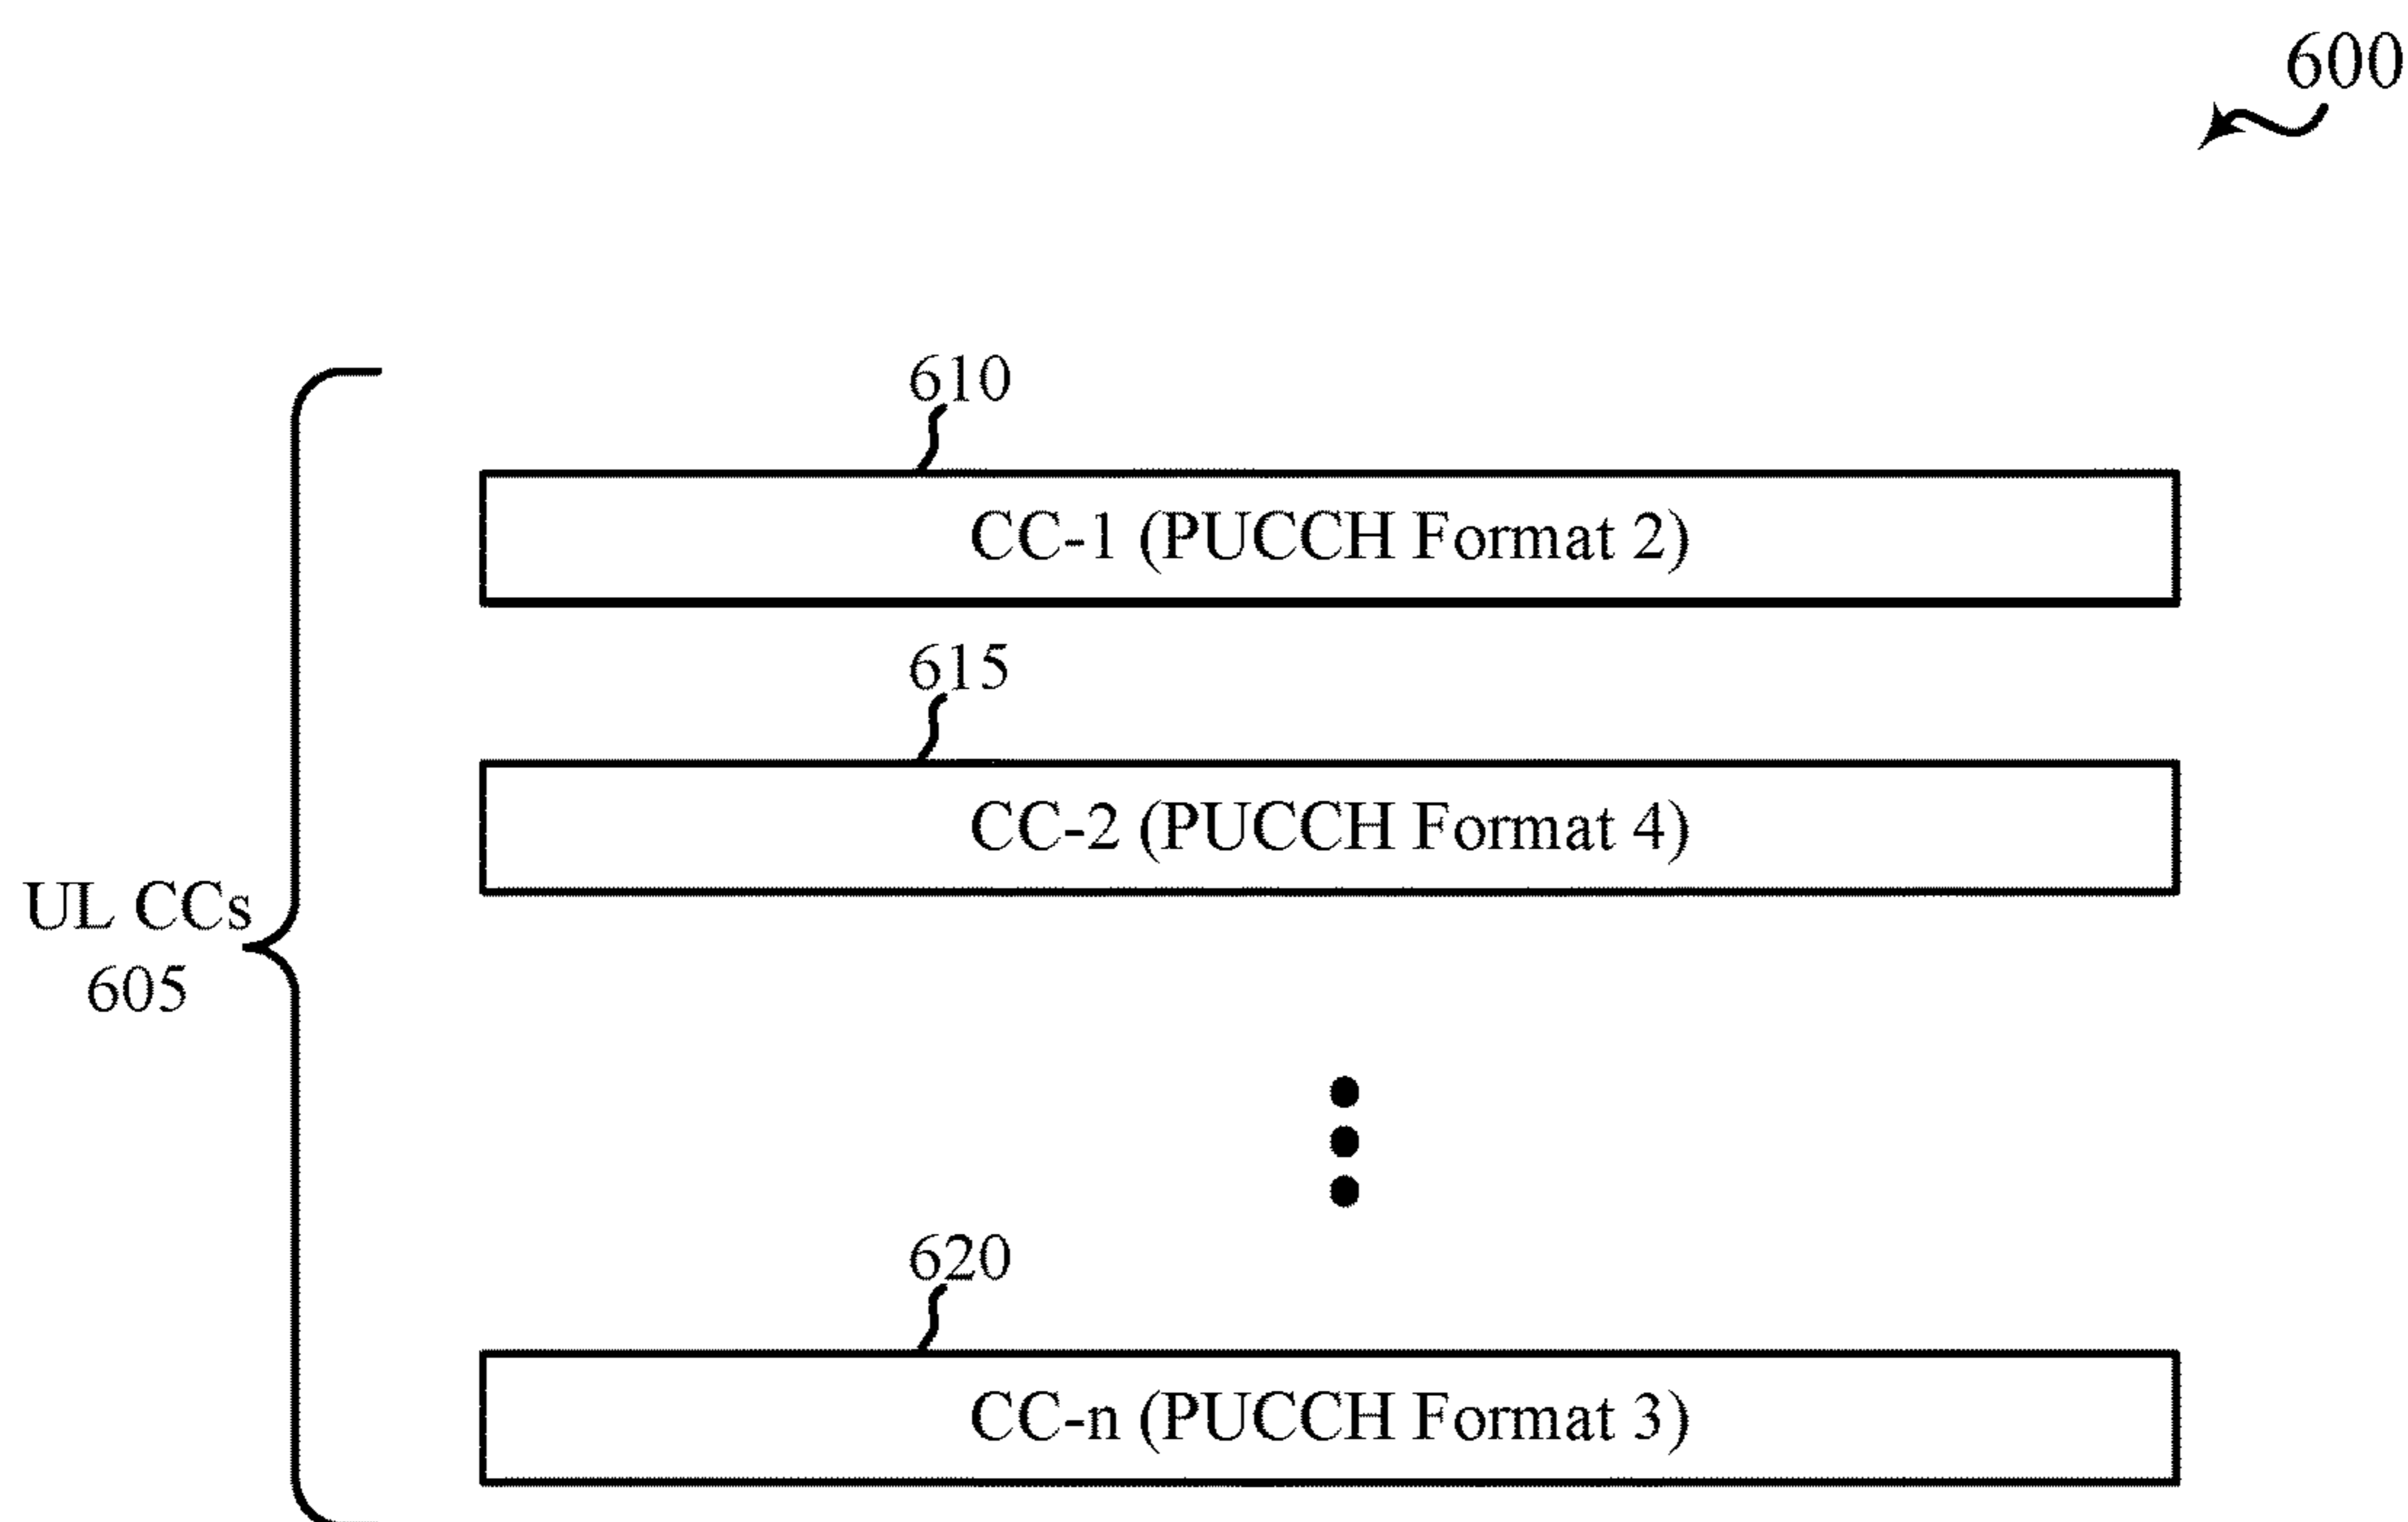 600
610
CC-1 (PUCCH Format 2)
615
CC-2 (PUCCH Format 4)
UL CCs
605
620
CC-n (PUCCH Format 3)